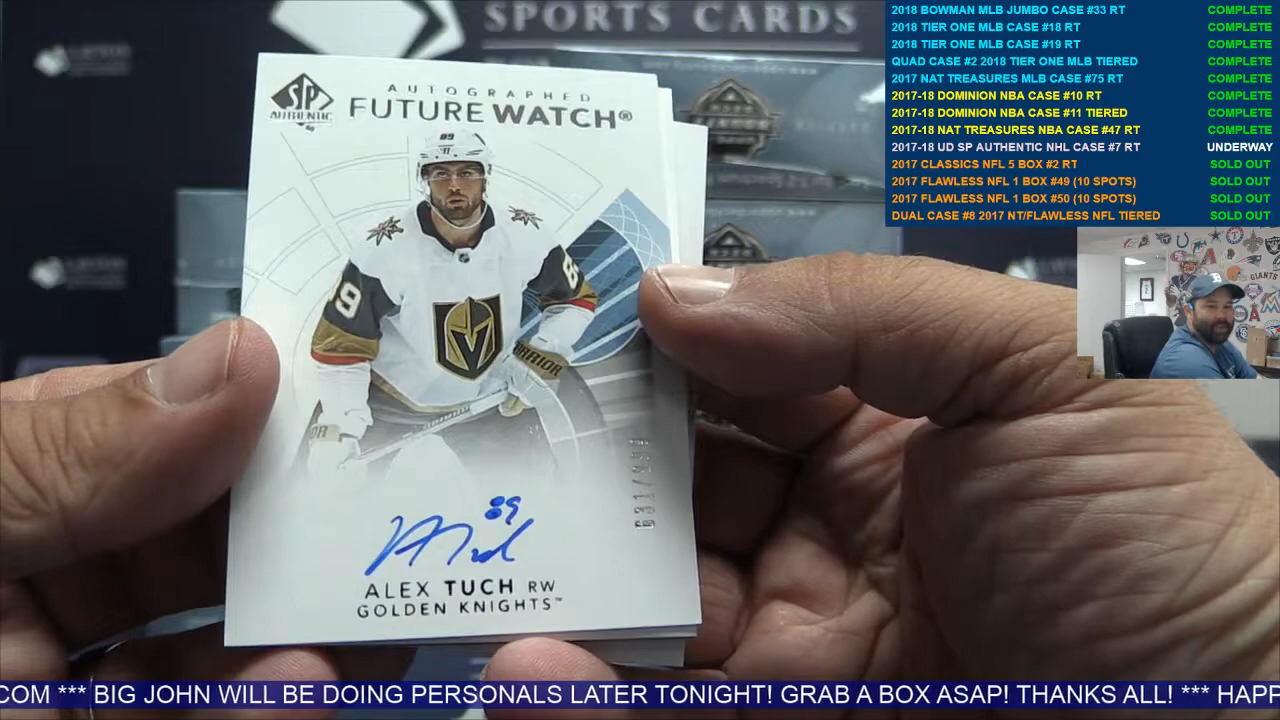 SPORTS CARDS
SP
AUTHENTIC
AUTOGRAPHED
FUTURE WATCH®
89
89
WARRIOR
89
ALEX TUCH RW
GOLDEN KNIGHTS™
2018 BOWMAN MLB JUMBO CASE #33 RT COMPLETE
2018 TIER ONE MLB CASE #18 RT COMPLETE
2018 TIER ONE MLB CASE #19 RT COMPLETE
QUAD CASE #2 2018 TIER ONE MLB TIERED COMPLETE
2017 NAT TREASURES MLB CASE #75 RT COMPLETE
2017-18 DOMINION NBA CASE #10 RT COMPLETE
2017-18 DOMINION NBA CASE #11 TIERED COMPLETE
2017-18 NAT TREASURES NBA CASE #47 RT COMPLETE
2017-18 UD SP AUTHENTIC NHL CASE #7 RT UNDERWAY
2017 CLASSICS NFL 5 BOX #2 RT SOLD OUT
2017 FLAWLESS NFL 1 BOX #49 (10 SPOTS) SOLD OUT
2017 FLAWLESS NFL 1 BOX #50 (10 SPOTS) SOLD OUT
DUAL CASE #8 2017 NT/FLAWLESS NFL TIERED SOLD OUT
GIANTS
COM *** BIG JOHN WILL BE DOING PERSONALS LATER TONIGHT! GRAB A BOX ASAP! THANKS ALL! *** HAPP